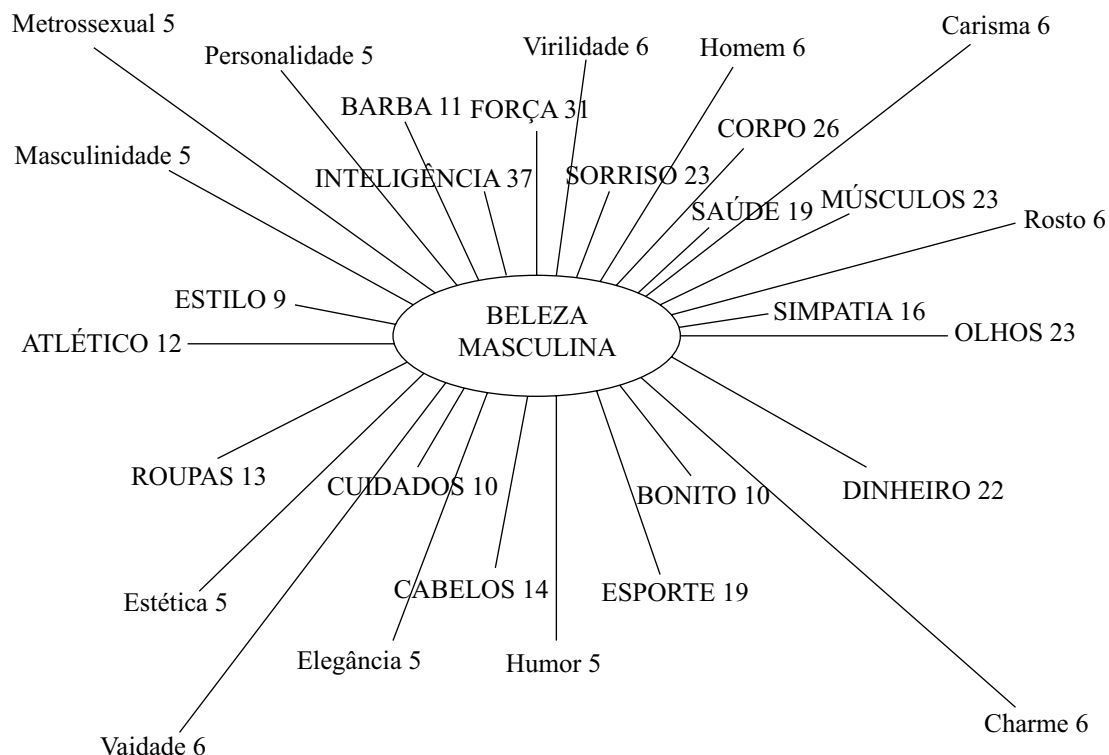 Metrossexual 5
Carisma 6
Personalidade 5
Virilidade 6
Homem 6
BARBA 11
FORÇA 31
CORPO 26
Masculinidade 5
INTELIGÊNCIA 37
SORRISO 23
MÚSCULOS 23
SAÚDE 19
Rosto 6
ESTILO 9
BELEZA
MASCULINA
SIMPATIA 16
OLHOS 23
ATLÉTICO 12
ROUPAS 13
CUIDADOS 10
BONITO 10
DINHEIRO 22
Estética 5
CABELOS 14
ESPORTE 19
Elegância 5
Humor 5
Charme 6
Vaidade 6